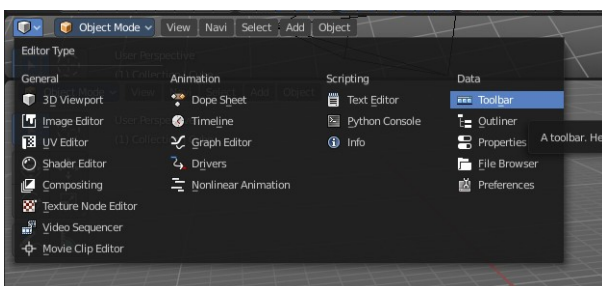 Object Mode View Navi Select Add Object
Editor Type
General
3D Viewport
Image Editor
UV Editor
Shader Editor
Compositing
Texture Node Editor
Video Sequencer
Movie Clip Editor
Animation
Dope Sheet
Timeline
Graph Editor
Drivers
Nonlinear Animation
Scripting
Text Editor
Python Console
Info
Data
Toolbar
Outliner
Properties
File Browser
Preferences
A toolbar. He
User Perspective